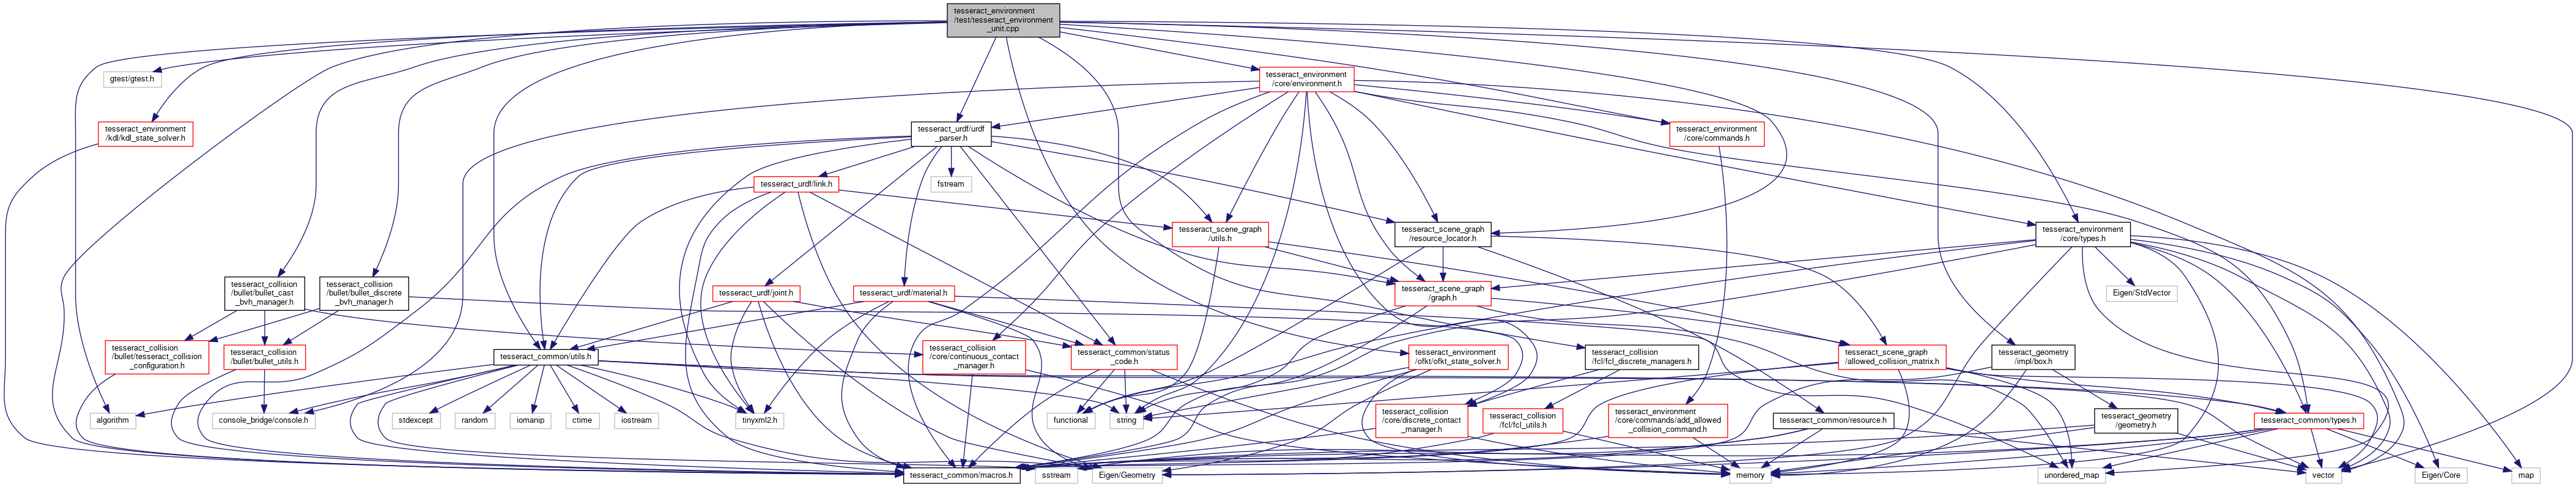 tesseract_environment
/test/tesseract_environment
_unit.cpp
gtest/gtest.h
tesseract_environment
/core/environment.h
tesseract_environment
/kdl/kdl_state_solver.h
tesseract_urdf/urdf
_parser.h
tesseract_environment
/core/commands.h
tesseract_urdf/link.h
fstream
tesseract_scene_graph
/utils.h
tesseract_scene_graph
/resource_locator.h
tesseract_environment
/core/types.h
tesseract_collision
/bullet/bullet_cast
_bvh_manager.h
tesseract_collision
/bullet/bullet_discrete
_bvh_manager.h
tesseract_urdf/joint.h
tesseract_urdf/material.h
tesseract_scene_graph
/graph.h
Eigen/StdVector
tesseract_collision
/bullet/tesseract_collision
_configuration.h
tesseract_collision
/bullet/bullet_utils.h
tesseract_common/utils.h
tesseract_collision
/core/continuous_contact
_manager.h
tesseract_common/status
_code.h
tesseract_environment
/ofkt/ofkt_state_solver.h
tesseract_collision
/fcl/fcl_discrete_managers.h
tesseract_scene_graph
/allowed_collision_matrix.h
tesseract_geometry
/impl/box.h
algorithm
console_bridge/console.h
stdexcept
random
iomanip
ctime
iostream
tinyxml2.h
functional
string
tesseract_collision
/core/discrete_contact
_manager.h
tesseract_collision
/fcl/fcl_utils.h
tesseract_environment
/core/commands/add_allowed
_collision_command.h
tesseract_common/resource.h
tesseract_geometry
/geometry.h
tesseract_common/types.h
tesseract_common/macros.h
sstream
Eigen/Geometry
memory
unordered_map
vector
Eigen/Core
map